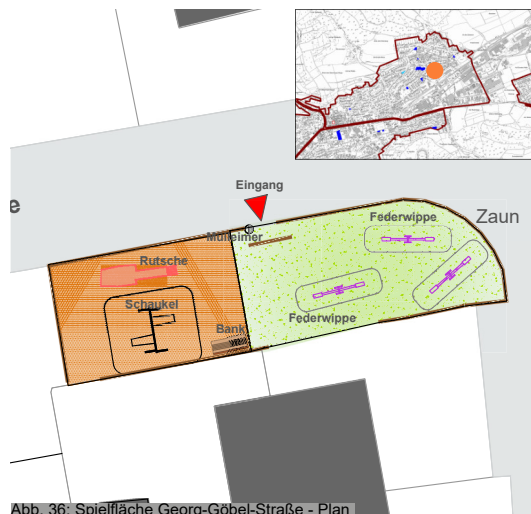 Eingang
e
Mülleimer
Federwippe
Zaun
Rutsche
Schaukel
Federwippe
Bank
Abb. 36: Spielfläche Georg-Göbel-Straße - Plan